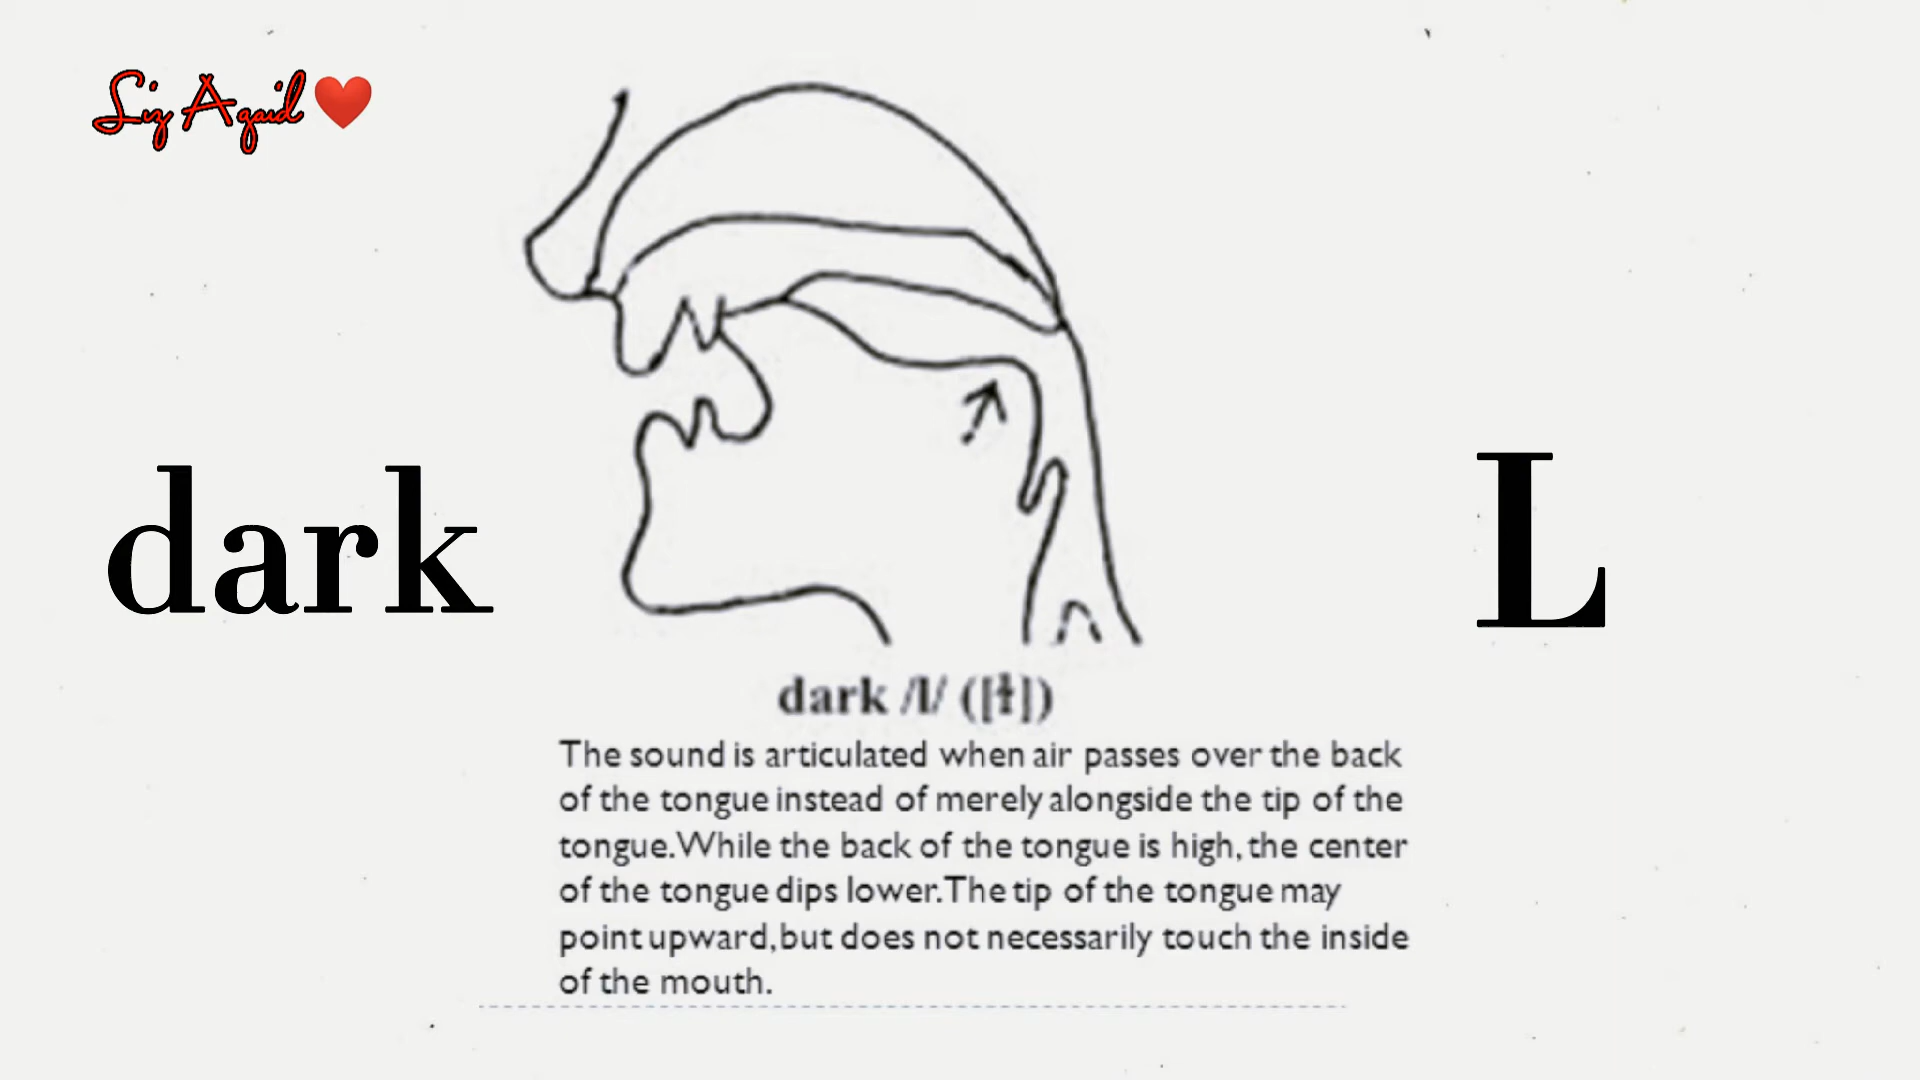 Liz Aqaid ❤️
dark
L
dark /l/ ([ɫ])
The sound is articulated when air passes over the back
of the tongue instead of merely alongside the tip of the
tongue. While the back of the tongue is high, the center
of the tongue dips lower. The tip of the tongue may
point upward, but does not necessarily touch the inside
of the mouth.